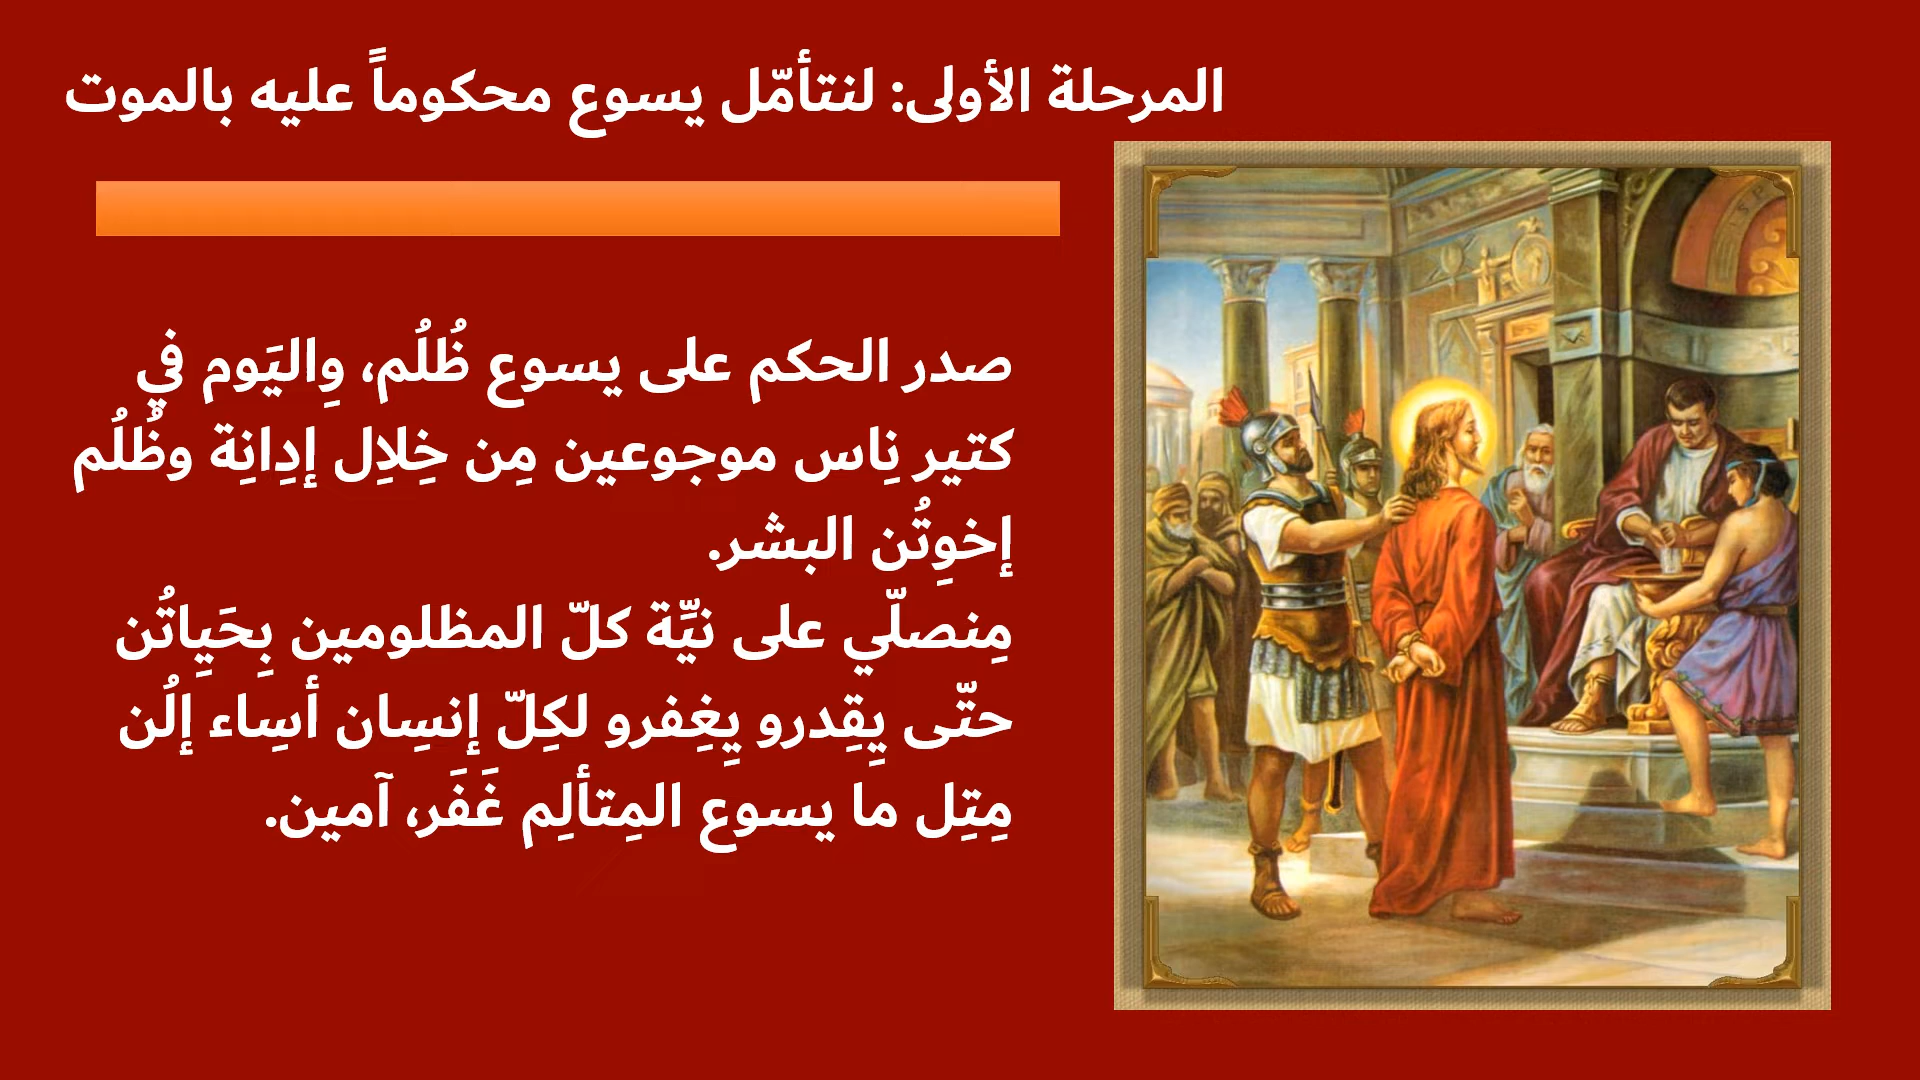 المرحلة الأولى: لنتأمّل يسوع محكوماً عليه بالموت
صدر الحكم على يسوع ظُلُم، وِاليَوم في
كتير نِاس موجوعين مِن خِلاِل إدِانِة وظُلُم
إخوِتُن البشر.
مِنصلّي على نيِّة كلّ المظلومين بِحَيِاتُن
حتّى يِقِدرو يِغِفرو لكِلّ إنسِان أسِاء إلُن
مِتِل ما يسوع المِتألِم غَفَر، آمين.